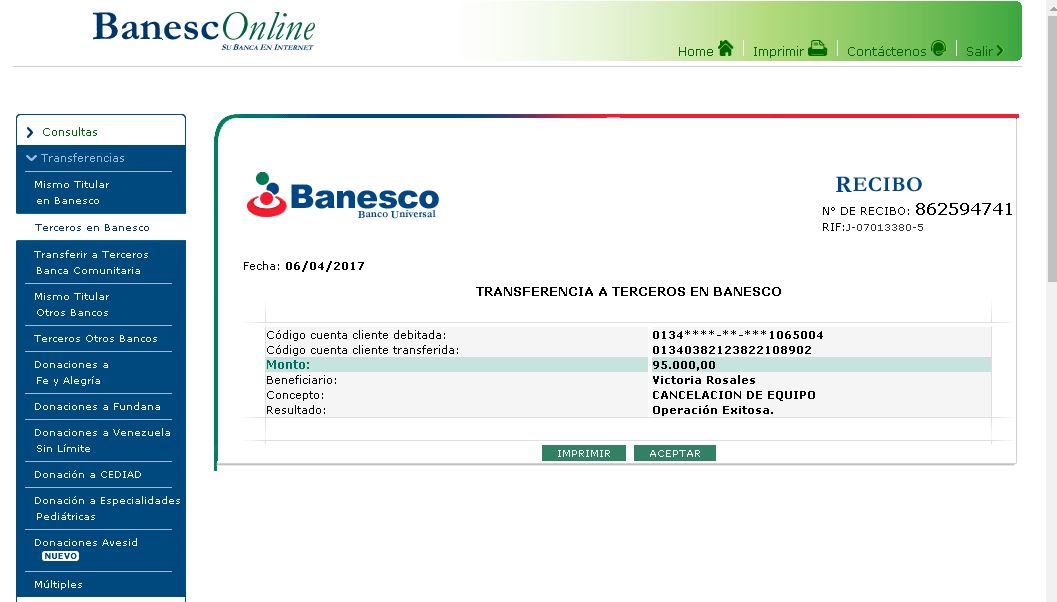 BanescOnline
SU BANCA EN INTERNET
Home Imprimir Contáctenos Salir
Consultas
Transferencias
Mismo Titular
en Banesco
Terceros en Banesco
Transferir a Terceros
Banca Comunitaria
Mismo Titular
Otros Bancos
Terceros Otros Bancos
Donaciones a
Fe y Alegría
Donaciones a Fundana
Donaciones a Venezuela
Sin Límite
Donación a CEDIAD
Donación a Especialidades
Pediátricas
Donaciones Avesid
NUEVO
Múltiples
Banesco
Banco Universal
RECIBO
N° DE RECIBO: 862594741
RIF:J-07013380-5
Fecha: 06/04/2017
TRANSFERENCIA A TERCEROS EN BANESCO
Código cuenta cliente debitada: 0134****-**-***1065004
Código cuenta cliente transferida: 01340382123822108902
Monto: 95.000,00
Beneficiario: Victoria Rosales
Concepto: CANCELACION DE EQUIPO
Resultado: Operación Exitosa.
IMPRIMIR ACEPTAR